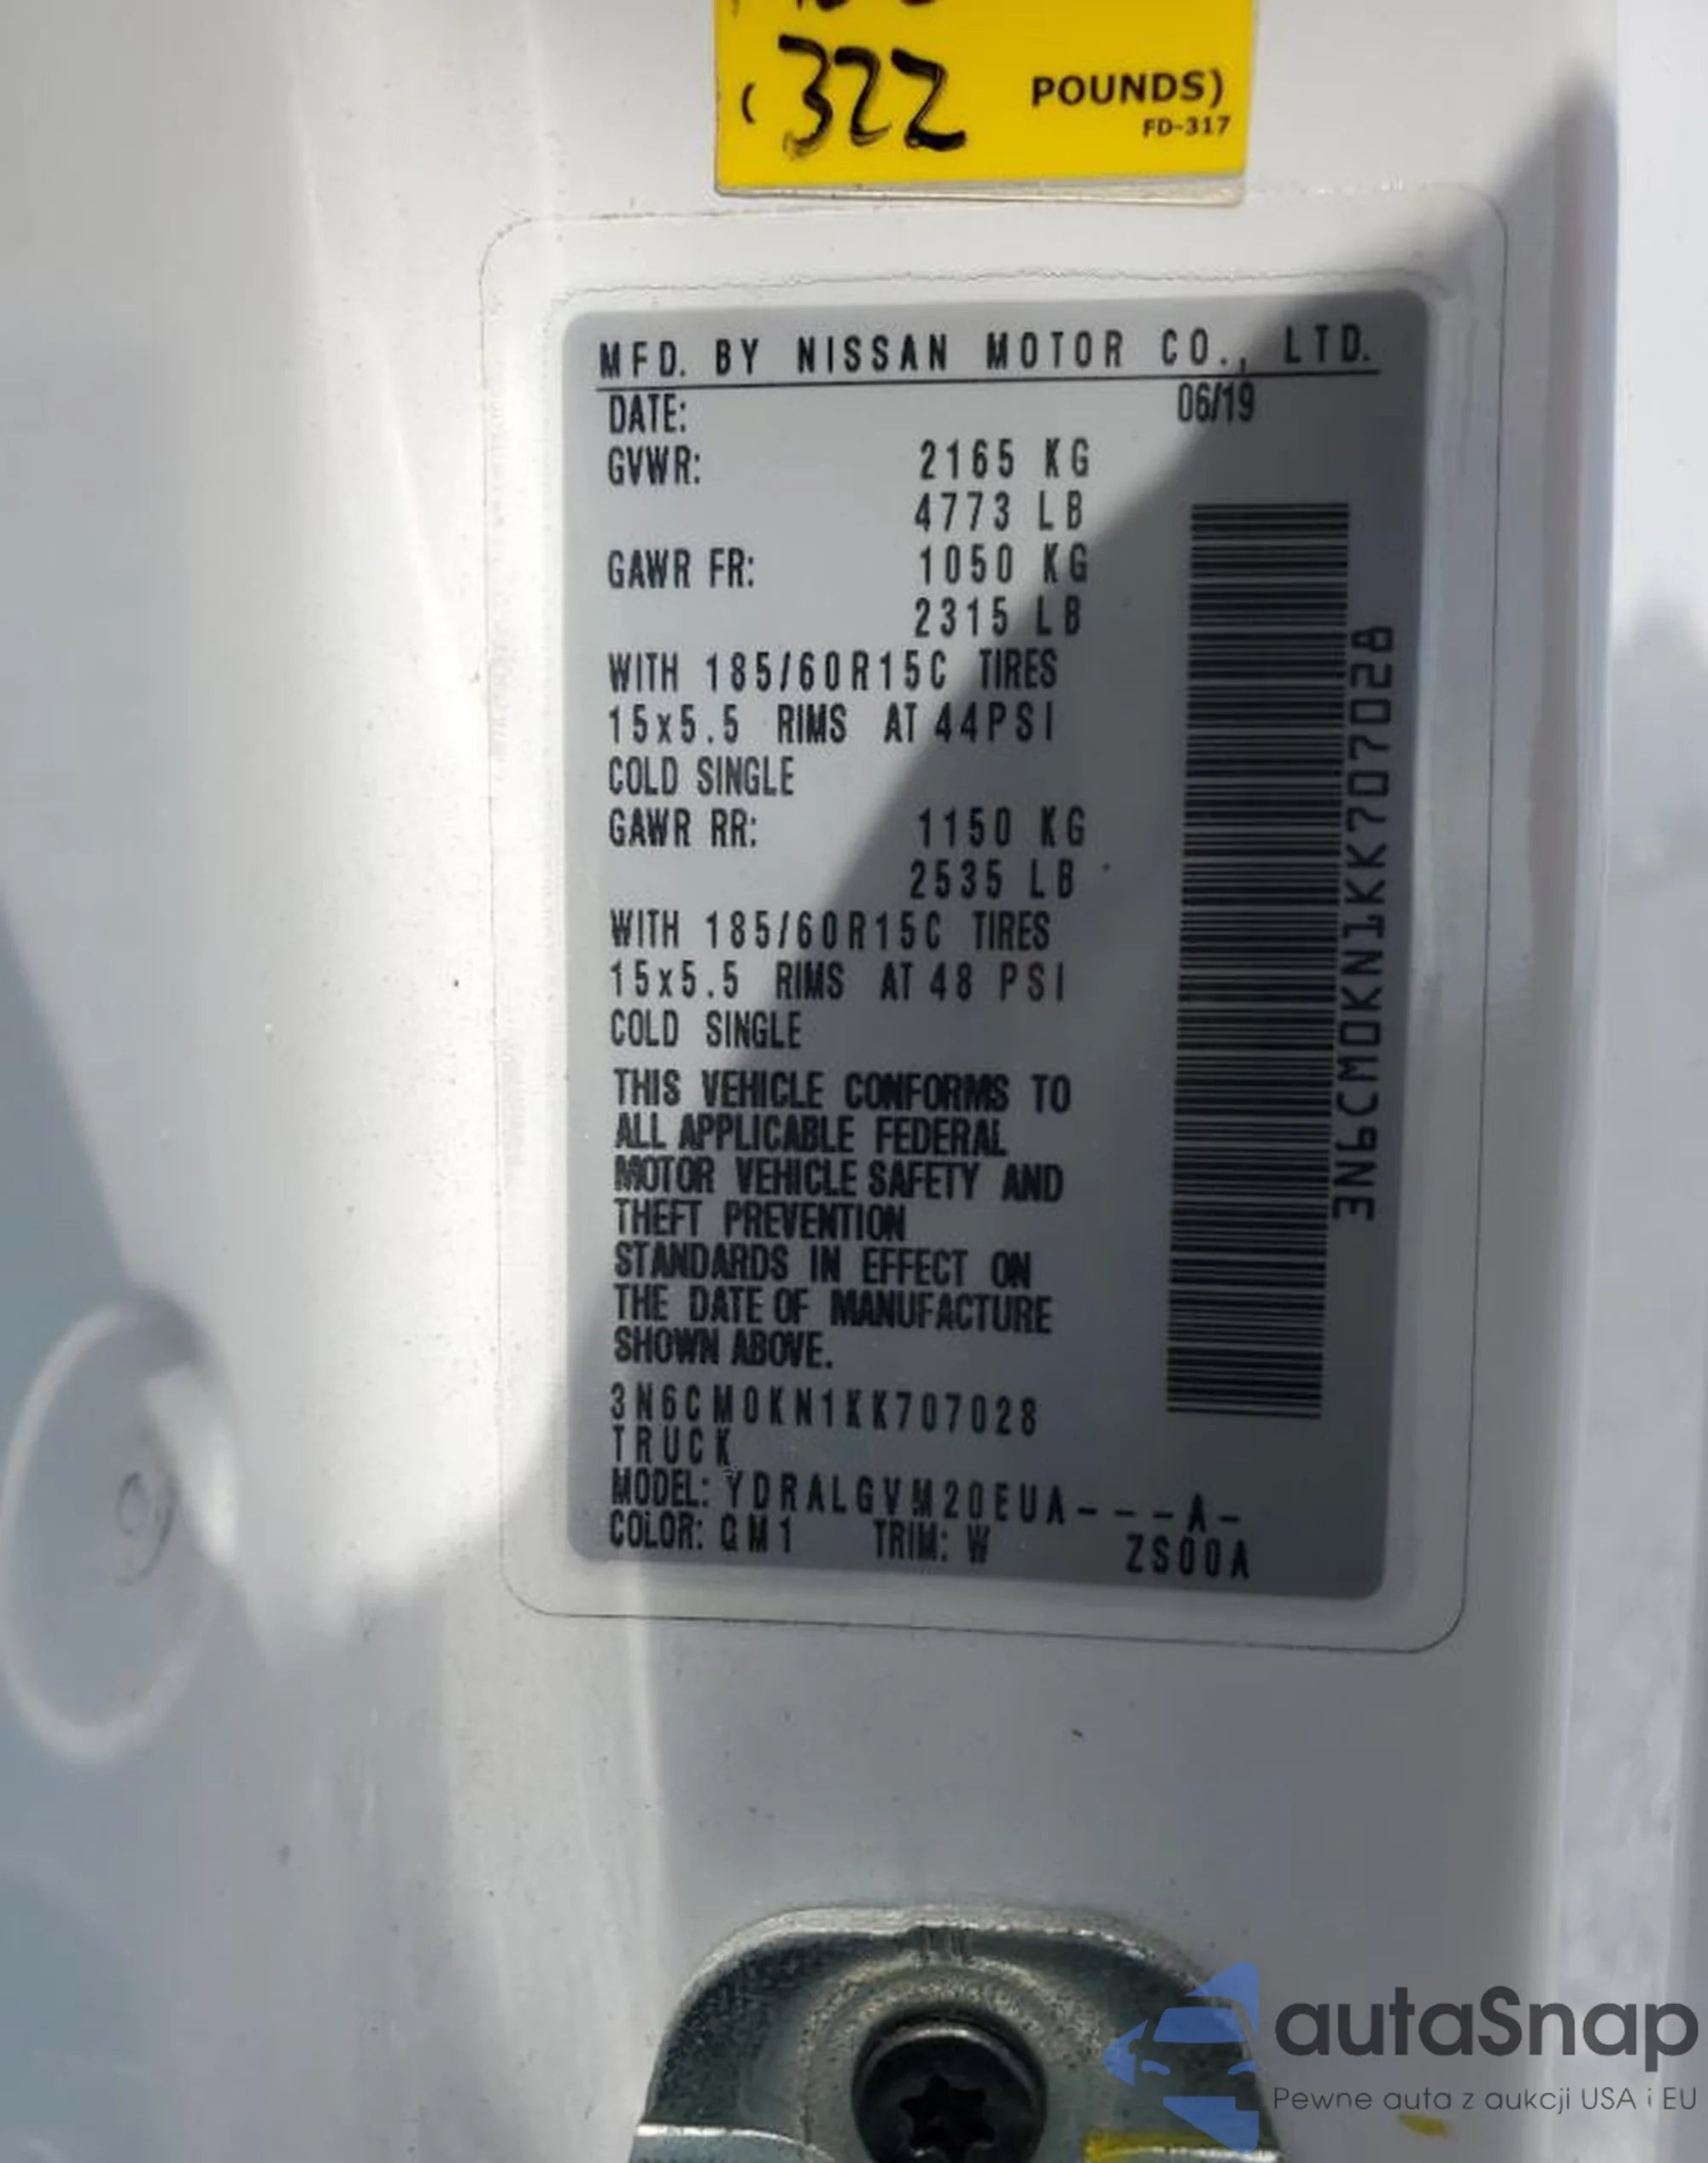 (322 POUNDS)
FD-317
MFD. BY NISSAN MOTOR CO., LTD.
DATE: 06/19
GVWR: 2165 KG
4773 LB
GAWR FR: 1050 KG
2315 LB
WITH 185/60R15C TIRES
15x5.5 RIMS AT 44PSI
COLD SINGLE
GAWR RR: 1150 KG
2535 LB
WITH 185/60R15C TIRES
15x5.5 RIMS AT 48 PSI
COLD SINGLE
THIS VEHICLE CONFORMS TO
ALL APPLICABLE FEDERAL
MOTOR VEHICLE SAFETY AND
THEFT PREVENTION
STANDARDS IN EFFECT ON
THE DATE OF MANUFACTURE
SHOWN ABOVE.
3N6CM0KN1KK707028
TRUCK
MODEL: YDRALGVM20EUA---A-
COLOR: QM1 TRIM: W ZS00A
3N6CM0KN1KK707028
autaSnap
Pewne auta z aukcji USA i EU